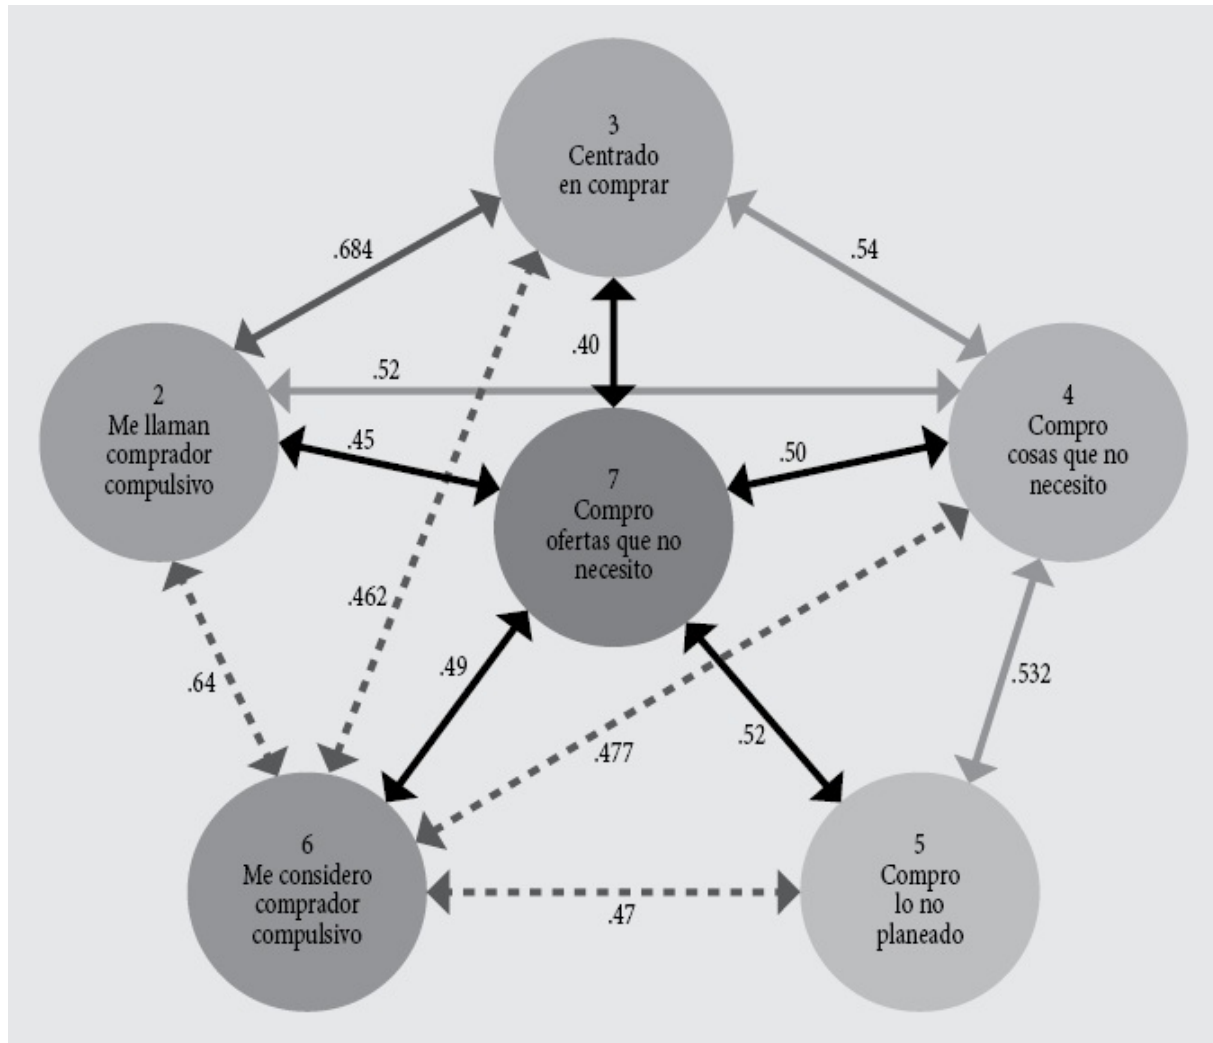 3
Centrado
en comprar
.684
.54
.40
.52
2
Me llaman
comprador
compulsivo
4
Compro
cosas que no
necesito
.45
.50
7
Compro
ofertas que no
necesito
.462
.64
.49
.532
.52
.477
6
Me considero
comprador
compulsivo
5
Compro
lo no
planeado
.47